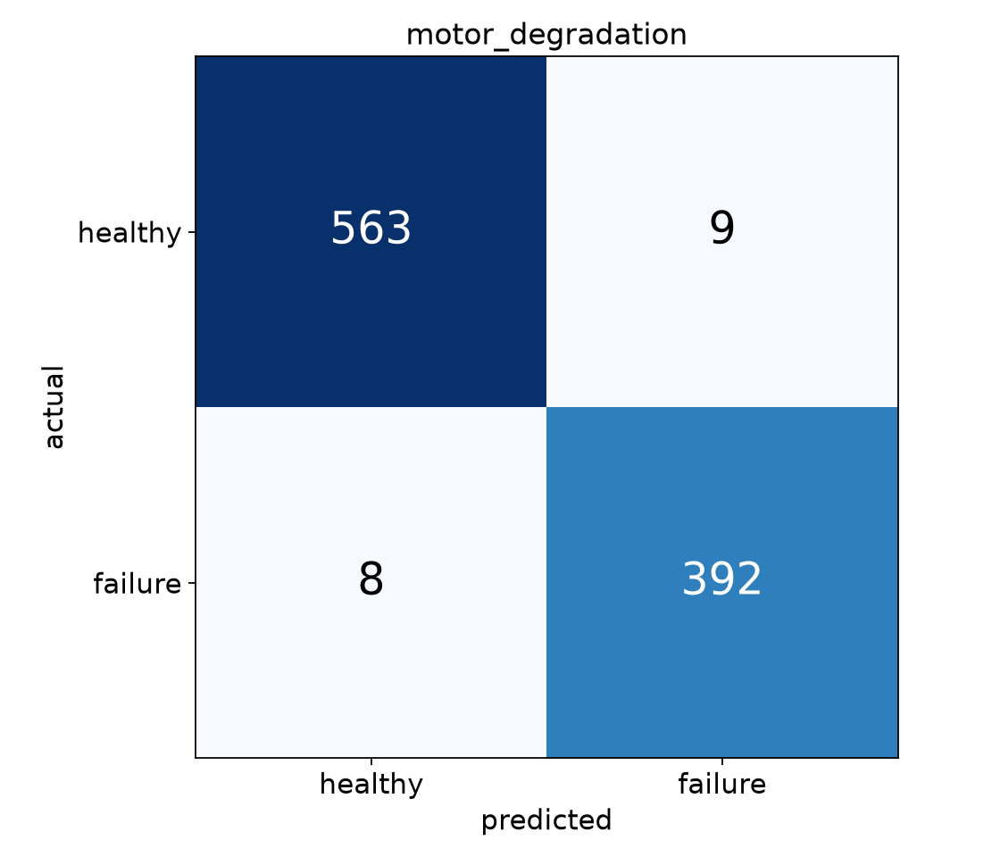 motor_degradation
healthy
563
9
actual
failure
8
392
healthy
failure
predicted